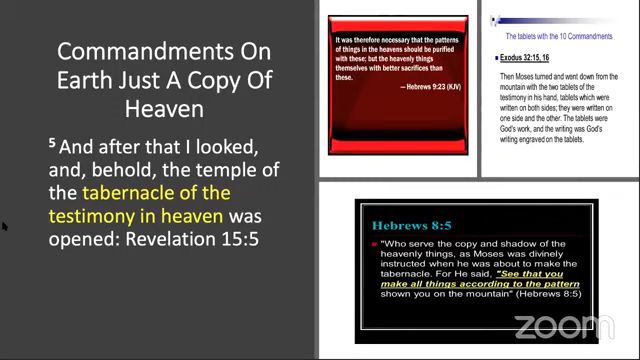 Commandments On
Earth Just A Copy Of
Heaven
5 And after that I looked,
and, behold, the temple of
the tabernacle of the
testimony in heaven was
opened: Revelation 15:5
It was therefore necessary that the patterns
of things in the heavens should be purified
with these; but the heavenly things
themselves with better sacrifices than
these.
— Hebrews 9:23 (KJV)
The tablets with the 10 Commandments
Exodus 32:15, 16
Then Moses turned and went down from the
mountain with the two tablets of the
testimony in his hand, tablets which were
written on both sides; they were written on
one side and the other. The tablets were
God's work, and the writing was God's
writing engraved on the tablets.
Hebrews 8:5
"Who serve the copy and shadow of the
heavenly things, as Moses was divinely
instructed when he was about to make the
tabernacle. For He said, "See that you
make all things according to the pattern
shown you on the mountain" (Hebrews 8:5)
zoom